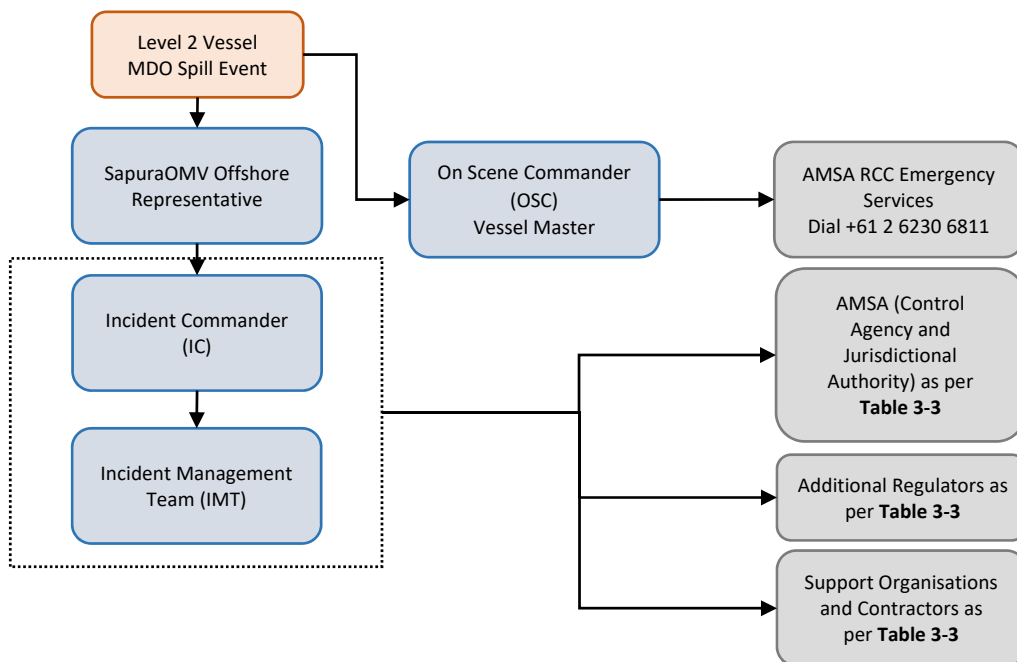 Level 2 Vessel
MDO Spill Event
SapuraOMV Offshore
Representative
On Scene Commander
(OSC)
Vessel Master
AMSA RCC Emergency
Services
Dial +61 2 6230 6811
Incident Commander
(IC)
AMSA (Control
Agency and
Jurisdictional
Authority) as per
Table 3-3
Incident Management
Team (IMT)
Additional Regulators as
per Table 3-3
Support Organisations
and Contractors as
per Table 3-3